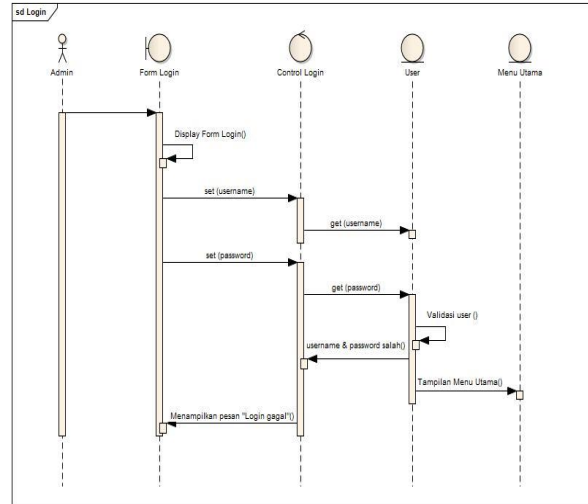 sd Login
Admin
Form Login
Control Login
User
Menu Utama
Display Form Login()
set (username)
get (username)
set (password)
get (password)
Validasi user ()
username & password salah()
Tampilan Menu Utama()
Menampilkan pesan "Login gagal"()